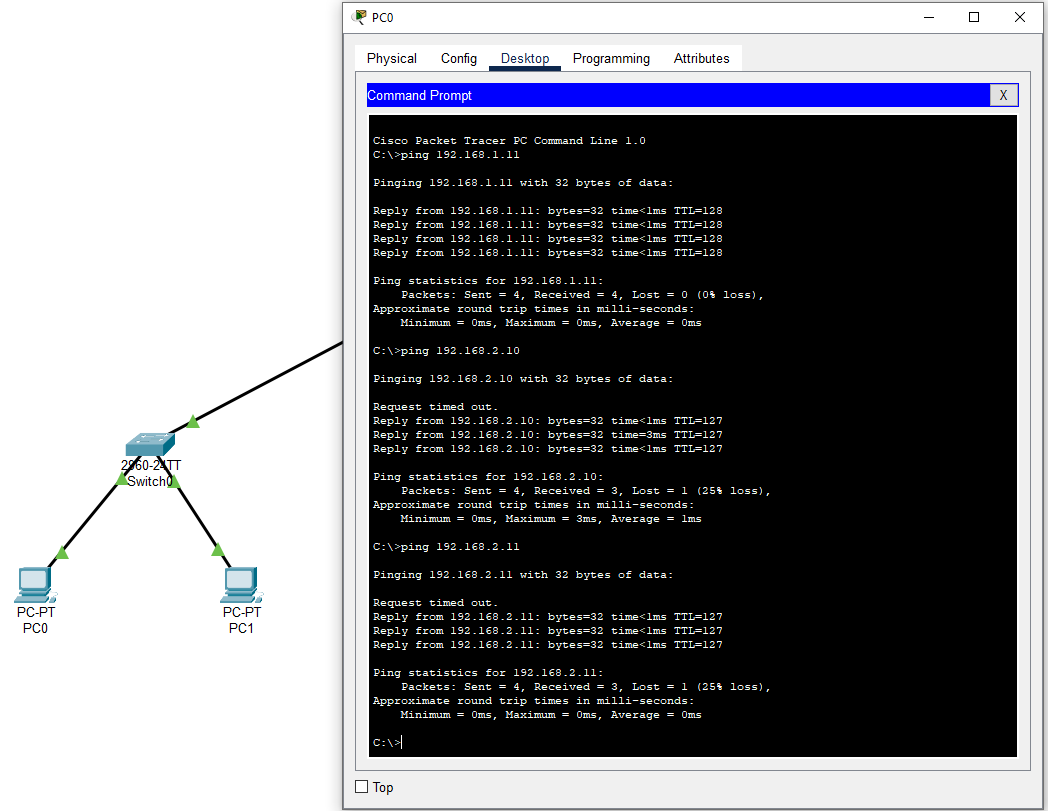 PC0
Physical Config Desktop Programming Attributes
Command Prompt
X
Cisco Packet Tracer PC Command Line 1.0
C:\>ping 192.168.1.11
Pinging 192.168.1.11 with 32 bytes of data:
Reply from 192.168.1.11: bytes=32 time<1ms TTL=128
Reply from 192.168.1.11: bytes=32 time<1ms TTL=128
Reply from 192.168.1.11: bytes=32 time<1ms TTL=128
Reply from 192.168.1.11: bytes=32 time<1ms TTL=128
Ping statistics for 192.168.1.11:
Packets: Sent = 4, Received = 4, Lost = 0 (0% loss),
Approximate round trip times in milli-seconds:
Minimum = 0ms, Maximum = 0ms, Average = 0ms
C:\>ping 192.168.2.10
Pinging 192.168.2.10 with 32 bytes of data:
Request timed out.
Reply from 192.168.2.10: bytes=32 time<1ms TTL=127
Reply from 192.168.2.10: bytes=32 time=3ms TTL=127
Reply from 192.168.2.10: bytes=32 time<1ms TTL=127
Ping statistics for 192.168.2.10:
Packets: Sent = 4, Received = 3, Lost = 1 (25% loss),
Approximate round trip times in milli-seconds:
Minimum = 0ms, Maximum = 3ms, Average = 1ms
C:\>ping 192.168.2.11
Pinging 192.168.2.11 with 32 bytes of data:
Request timed out.
Reply from 192.168.2.11: bytes=32 time<1ms TTL=127
Reply from 192.168.2.11: bytes=32 time<1ms TTL=127
Reply from 192.168.2.11: bytes=32 time<1ms TTL=127
Ping statistics for 192.168.2.11:
Packets: Sent = 4, Received = 3, Lost = 1 (25% loss),
Approximate round trip times in milli-seconds:
Minimum = 0ms, Maximum = 0ms, Average = 0ms
C:\>
Top
2960-24TT
Switch0
PC-PT
PC0
PC-PT
PC1